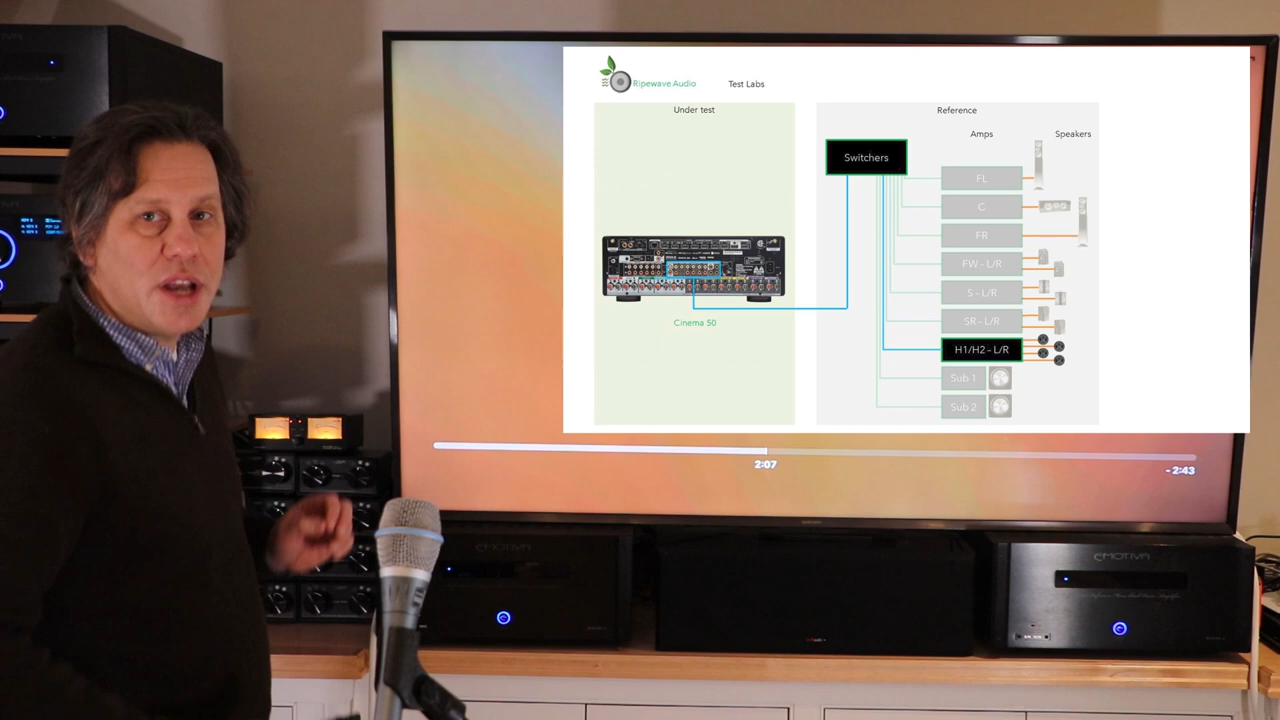 Ripewave Audio
Test Labs
Under test
Reference
Amps
Speakers
Switchers
FL
C
FR
FW - L/R
S - L/R
SR - L/R
H1/H2 - L/R
Sub 1
Sub 2
Cinema 50
2:07
- 2:43
EMOTIVA
EMOTIVA